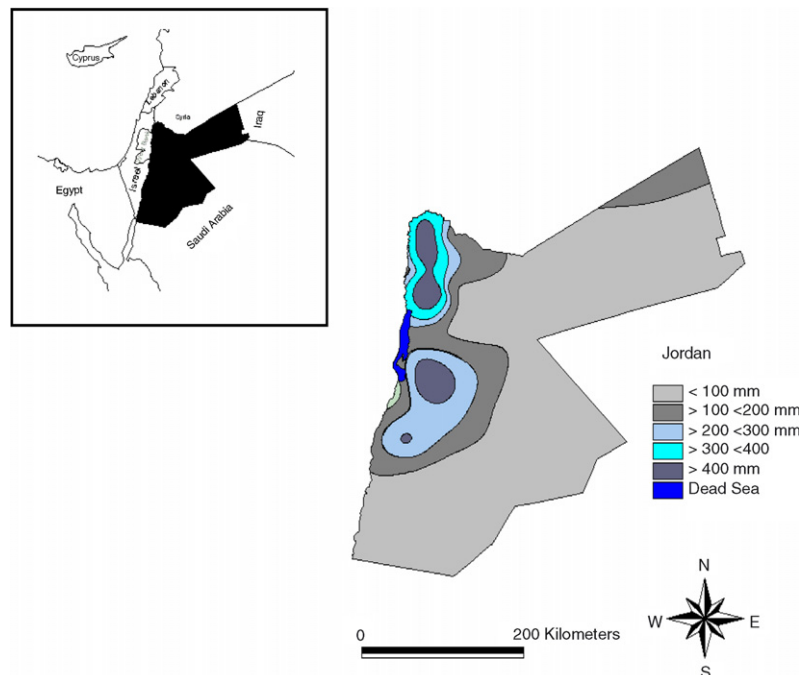 Cyprus
Lebanon
Syria
Iraq
Israel
Egypt
Saudi Arabia
Jordan
< 100 mm
> 100 <200 mm
> 200 <300 mm
> 300 <400
> 400 mm
Dead Sea
N
W E
S
0 200 Kilometers